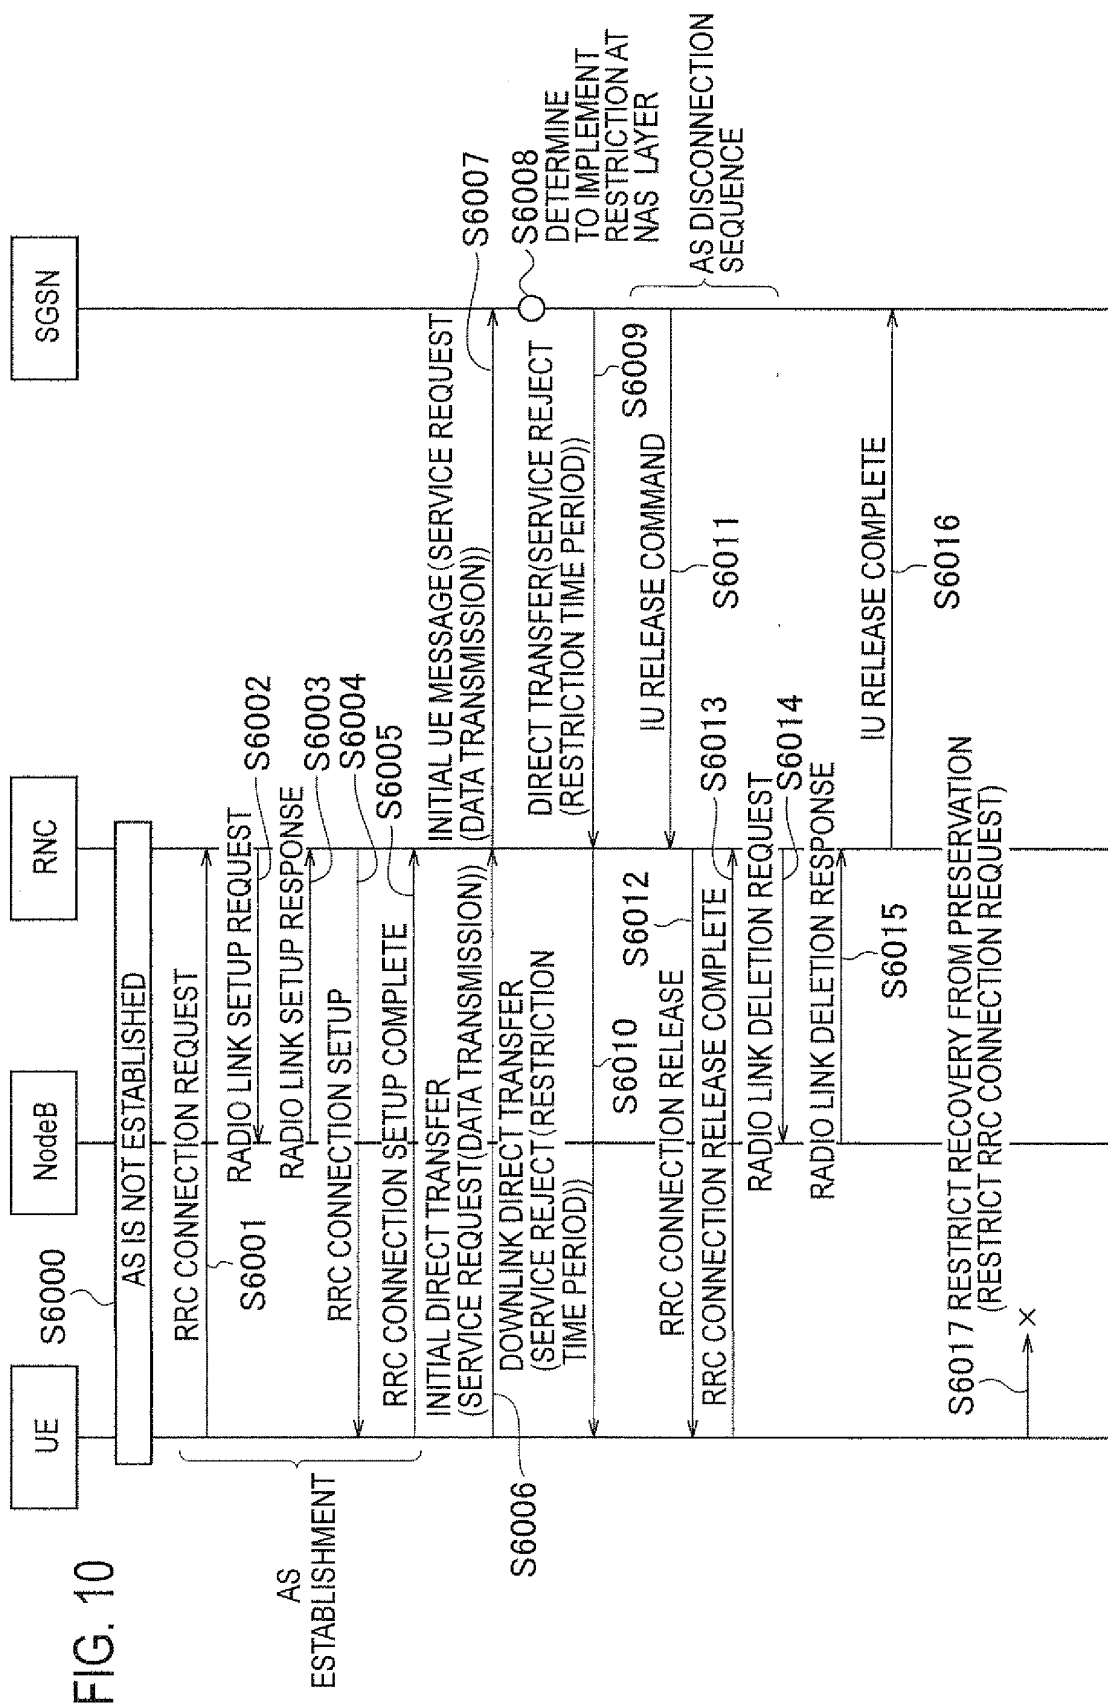 FIG. 10
UE
NodeB
RNC
SGSN
S6000
AS IS NOT ESTABLISHED
AS
ESTABLISHMENT
RRC CONNECTION REQUEST
S6001
RADIO LINK SETUP REQUEST
S6002
RADIO LINK SETUP RESPONSE
S6003
RRC CONNECTION SETUP
S6004
RRC CONNECTION SETUP COMPLETE
S6005
INITIAL DIRECT TRANSFER
(SERVICE REQUEST(DATA TRANSMISSION))
S6006
INITIAL UE MESSAGE(SERVICE REQUEST
(DATA TRANSMISSION))
S6007
S6008
DETERMINE
TO IMPLEMENT
RESTRICTION AT
NAS LAYER
DIRECT TRANSFER(SERVICE REJECT
(RESTRICTION TIME PERIOD))
S6009
DOWNLINK DIRECT TRANSFER
(SERVICE REJECT(RESTRICTION
TIME PERIOD))
S6010
AS DISCONNECTION
SEQUENCE
IU RELEASE COMMAND
S6011
RRC CONNECTION RELEASE
S6012
RRC CONNECTION RELEASE COMPLETE
S6013
RADIO LINK DELETION REQUEST
S6014
RADIO LINK DELETION RESPONSE
S6015
IU RELEASE COMPLETE
S6016
S6017 RESTRICT RECOVERY FROM PRESERVATION
(RESTRICT RRC CONNECTION REQUEST)
×